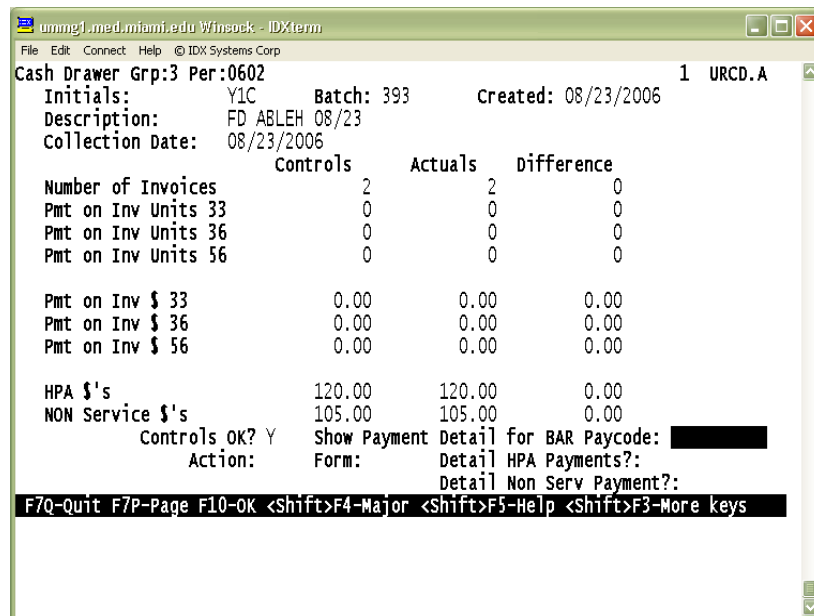 ummg1.med.miami.edu Winsock - IDXterm
File Edit Connect Help © IDX Systems Corp
Cash Drawer Grp:3 Per:0602 1 URCD.A
Initials: Y1C Batch: 393 Created: 08/23/2006
Description: FD ABLEH 08/23
Collection Date: 08/23/2006
Controls Actuals Difference
Number of Invoices 2 2 0
Pmt on Inv Units 33 0 0 0
Pmt on Inv Units 36 0 0 0
Pmt on Inv Units 56 0 0 0
Pmt on Inv $ 33 0.00 0.00 0.00
Pmt on Inv $ 36 0.00 0.00 0.00
Pmt on Inv $ 56 0.00 0.00 0.00
HPA $'s 120.00 120.00 0.00
NON Service $'s 105.00 105.00 0.00
Controls OK? Y Show Payment Detail for BAR Paycode:
Action: Form: Detail HPA Payments?:
Detail Non Serv Payment?:
F7Q-Quit F7P-Page F10-OK <Shift>F4-Major <Shift>F5-Help <Shift>F3-More keys